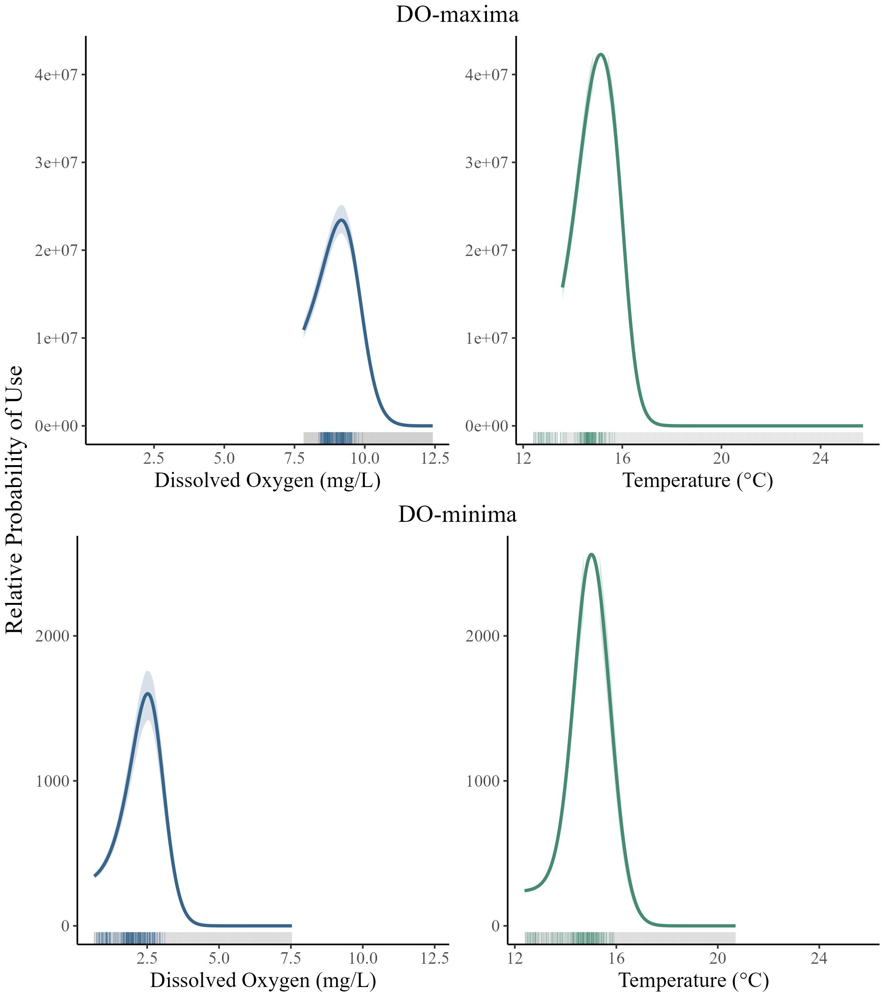 DO-maxima
Relative Probability of Use
4e+07
3e+07
2e+07
1e+07
0e+00
2.5 5.0 7.5 10.0 12.5
Dissolved Oxygen (mg/L)
4e+07
3e+07
2e+07
1e+07
0e+00
12 16 20 24
Temperature (°C)
DO-minima
2000
1000
0
2.5 5.0 7.5 10.0 12.5
Dissolved Oxygen (mg/L)
2000
1000
0
12 16 20 24
Temperature (°C)